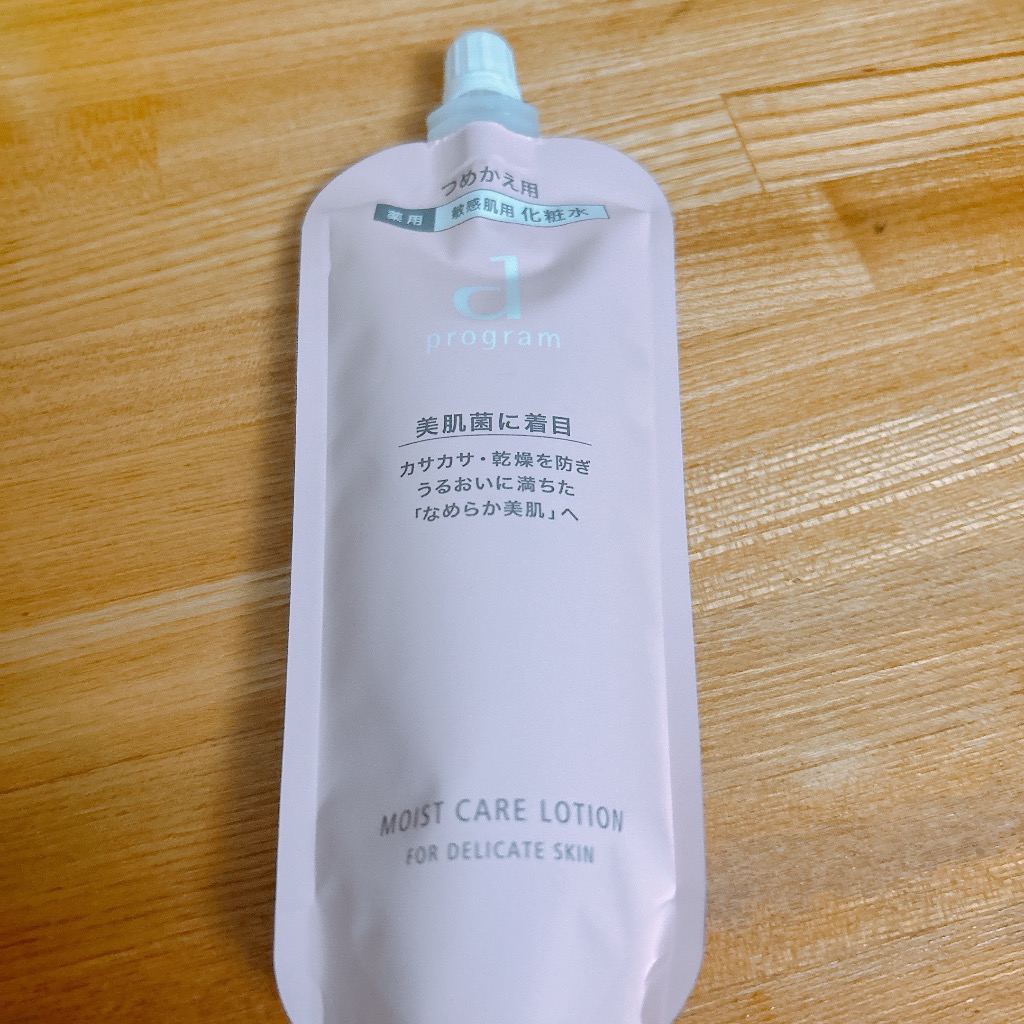 つめかえ用
薬用 敏感肌用 化粧水
d
program
美肌菌に着目
カサカサ・乾燥を防ぎ
うるおいに満ちた
「なめらか美肌」へ
MOIST CARE LOTION
FOR DELICATE SKIN